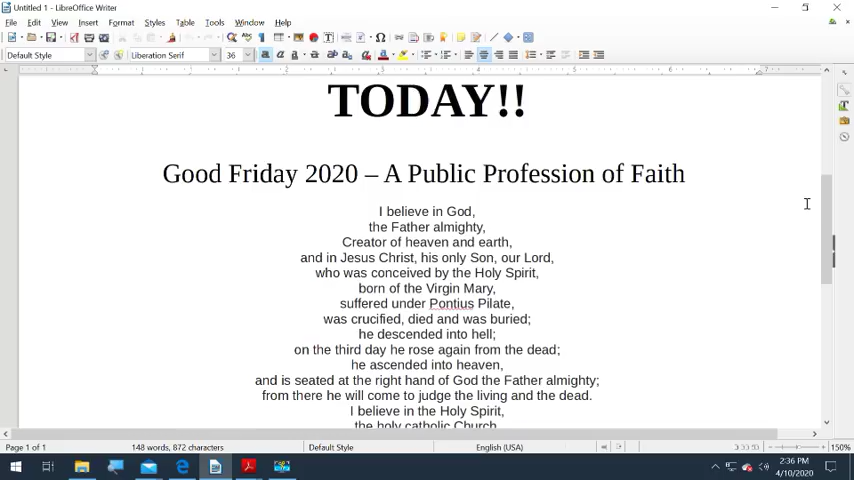 Untitled 1 - LibreOffice Writer
File Edit View Insert Format Styles Table Tools Window Help
Default Style Liberation Serif 36
TODAY!!
Good Friday 2020 – A Public Profession of Faith
I believe in God,
the Father almighty,
Creator of heaven and earth,
and in Jesus Christ, his only Son, our Lord,
who was conceived by the Holy Spirit,
born of the Virgin Mary,
suffered under Pontius Pilate,
was crucified, died and was buried;
he descended into hell;
on the third day he rose again from the dead;
he ascended into heaven,
and is seated at the right hand of God the Father almighty;
from there he will come to judge the living and the dead.
I believe in the Holy Spirit,
the holy catholic Church
Page 1 of 1 148 words, 872 characters Default Style English (USA) 150%
2:36 PM
4/10/2020